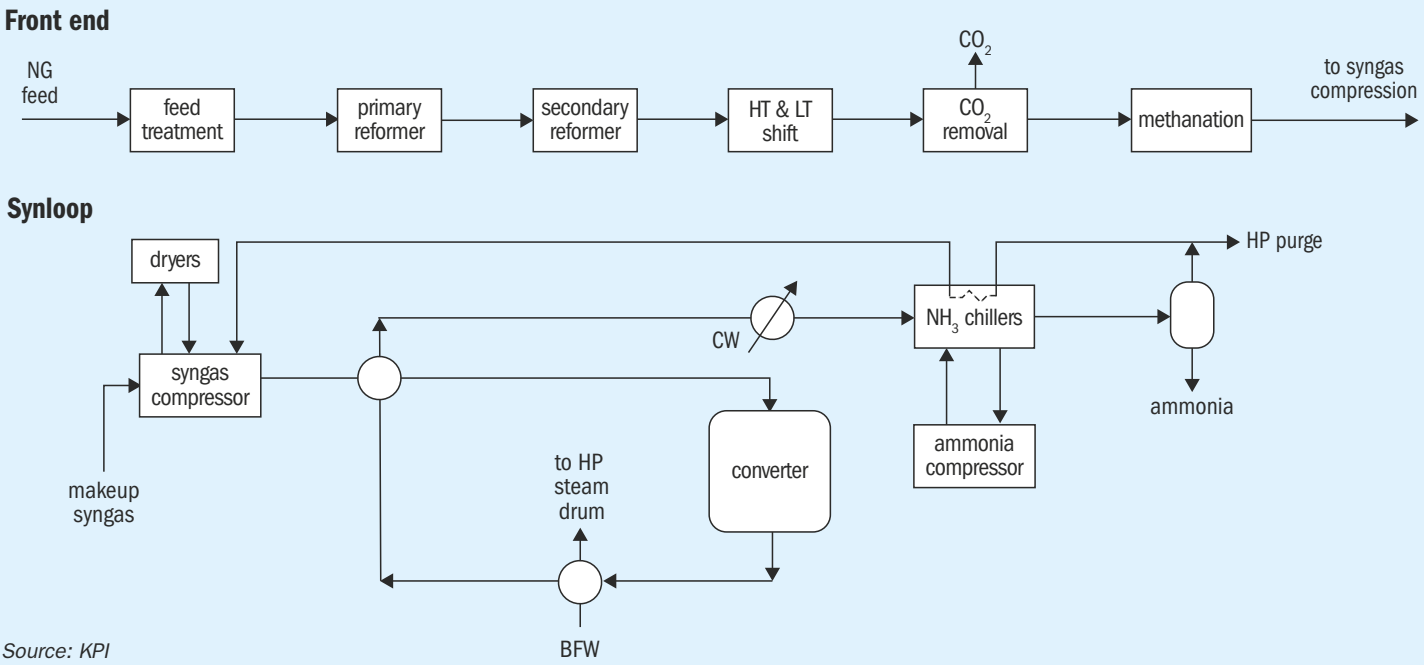 Front end
NG
feed
feed
treatment
primary
reformer
secondary
reformer
HT & LT
shift
CO₂
CO₂
removal
methanation
to syngas
compression
Synloop
dryers
syngas
compressor
makeup
syngas
CW
NH₃ chillers
HP purge
ammonia
ammonia
compressor
converter
to HP
steam
drum
BFW
Source: KPI